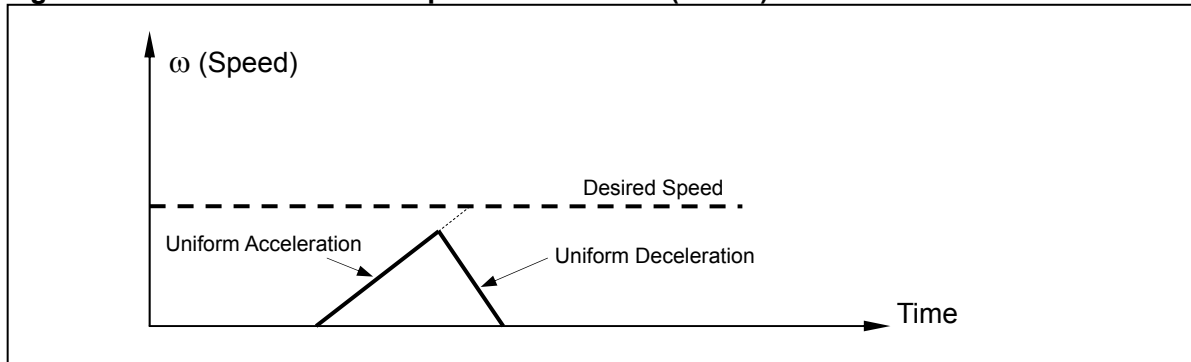 ω (Speed)
Desired Speed
Uniform Acceleration
Uniform Deceleration
Time